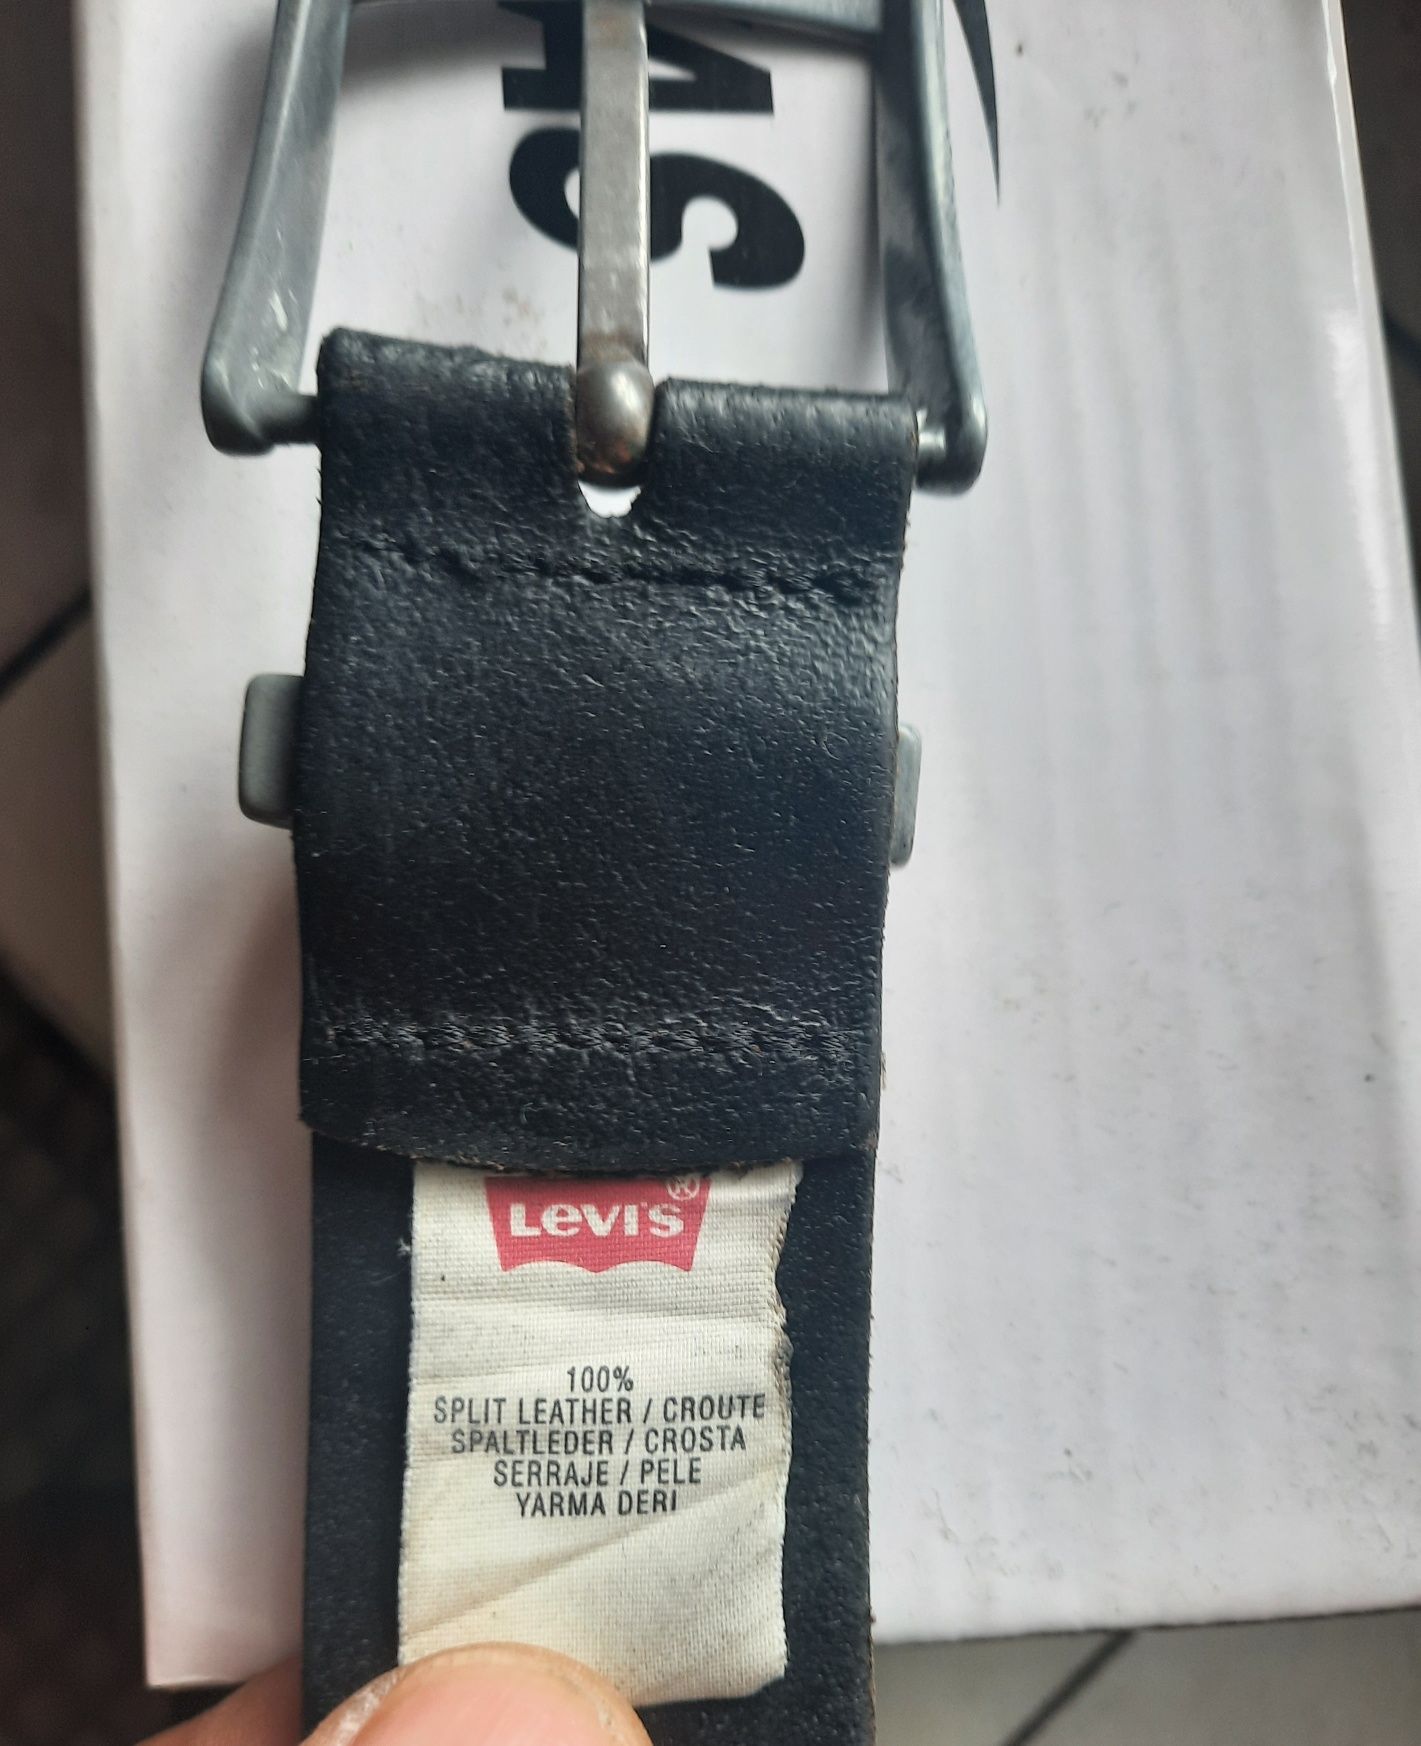 Levi's®
100%
SPLIT LEATHER / CROUTE
SPALTLEDER / CROSTA
SERRAJE / PELE
YARMA DERI